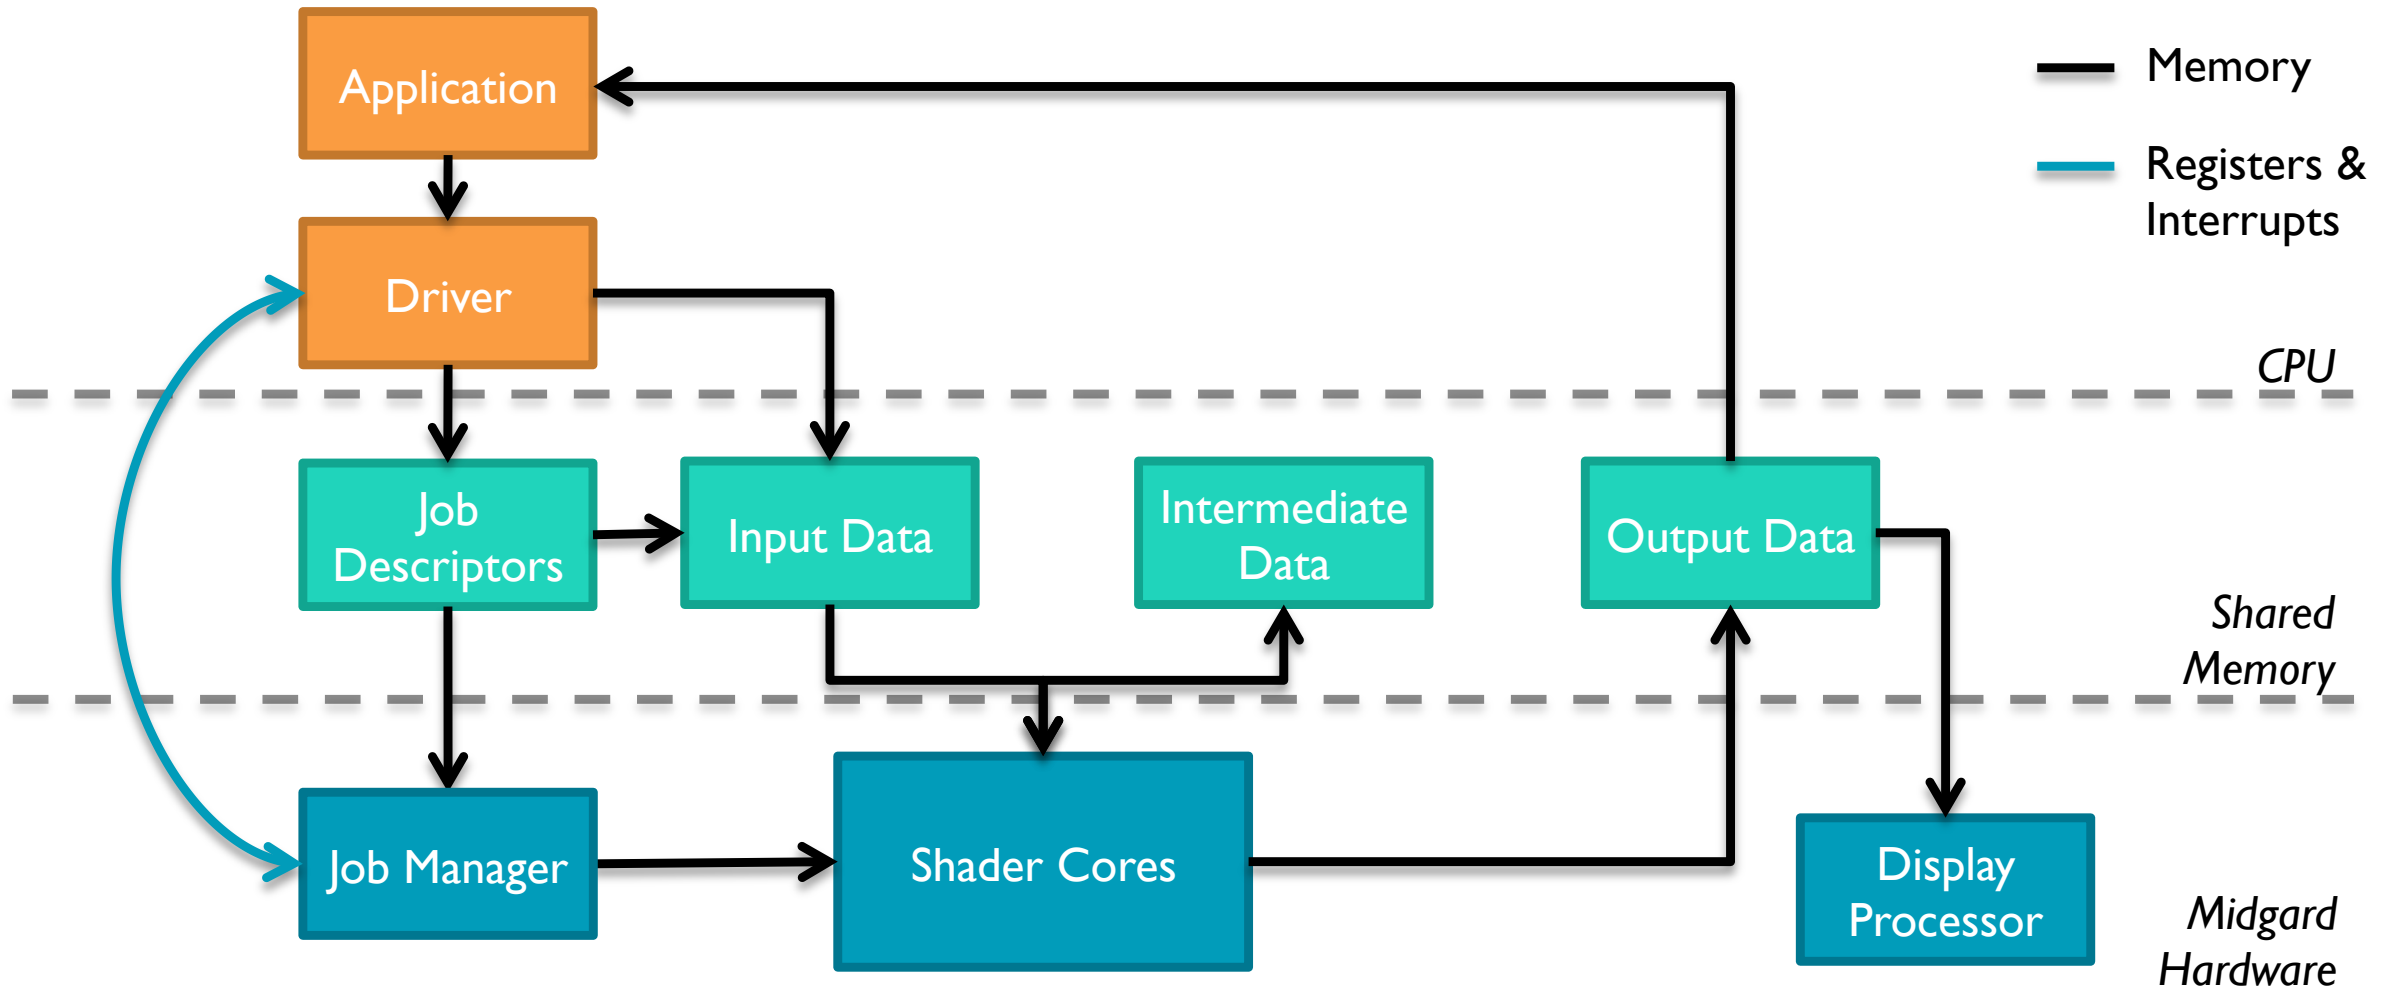 Application
Memory
Registers &
Interrupts
Driver
CPU
Job
Descriptors
Input Data
Intermediate
Data
Output Data
Shared
Memory
Job Manager
Shader Cores
Display
Processor
Midgard
Hardware